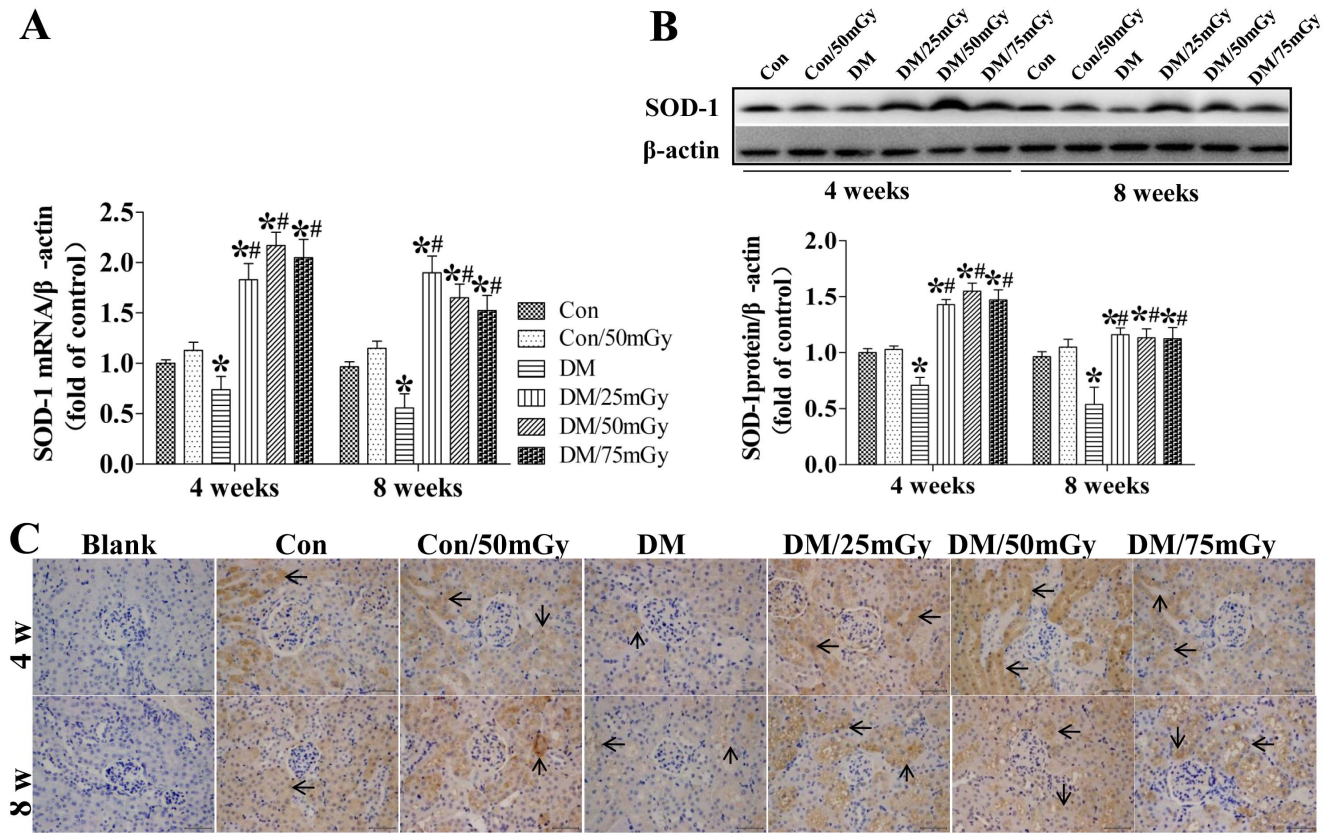 A
B
Con
Con/50mGy
DM
DM/25mGy
DM/50mGy
DM/75mGy
Con
Con/50mGy
DM
DM/25mGy
DM/50mGy
DM/75mGy
SOD-1
β-actin
4 weeks
8 weeks
SOD-1 mRNA/β -actin
(fold of control)
2.5
2.0
1.5
1.0
0.5
0.0
*
*#
*#
*#
*
*#
*#
*#
4 weeks
8 weeks
Con
Con/50mGy
DM
DM/25mGy
DM/50mGy
DM/75mGy
SOD-1protein/β -actin
(fold of control)
2.0
1.5
1.0
0.5
0.0
*
*#
*#
*#
*
*#
*#
*#
4 weeks
8 weeks
C
Blank
Con
Con/50mGy
DM
DM/25mGy
DM/50mGy
DM/75mGy
4 w
8 w